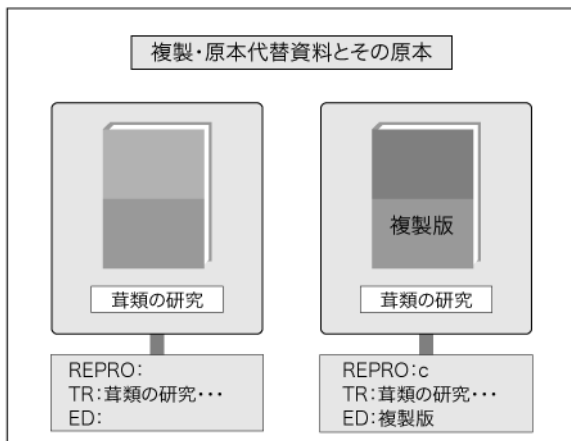 複製・原本代替資料とその原本
茸類の研究
REPRO:
TR:茸類の研究･･･
ED:
複製版
茸類の研究
REPRO:c
TR:茸類の研究･･･
ED:複製版